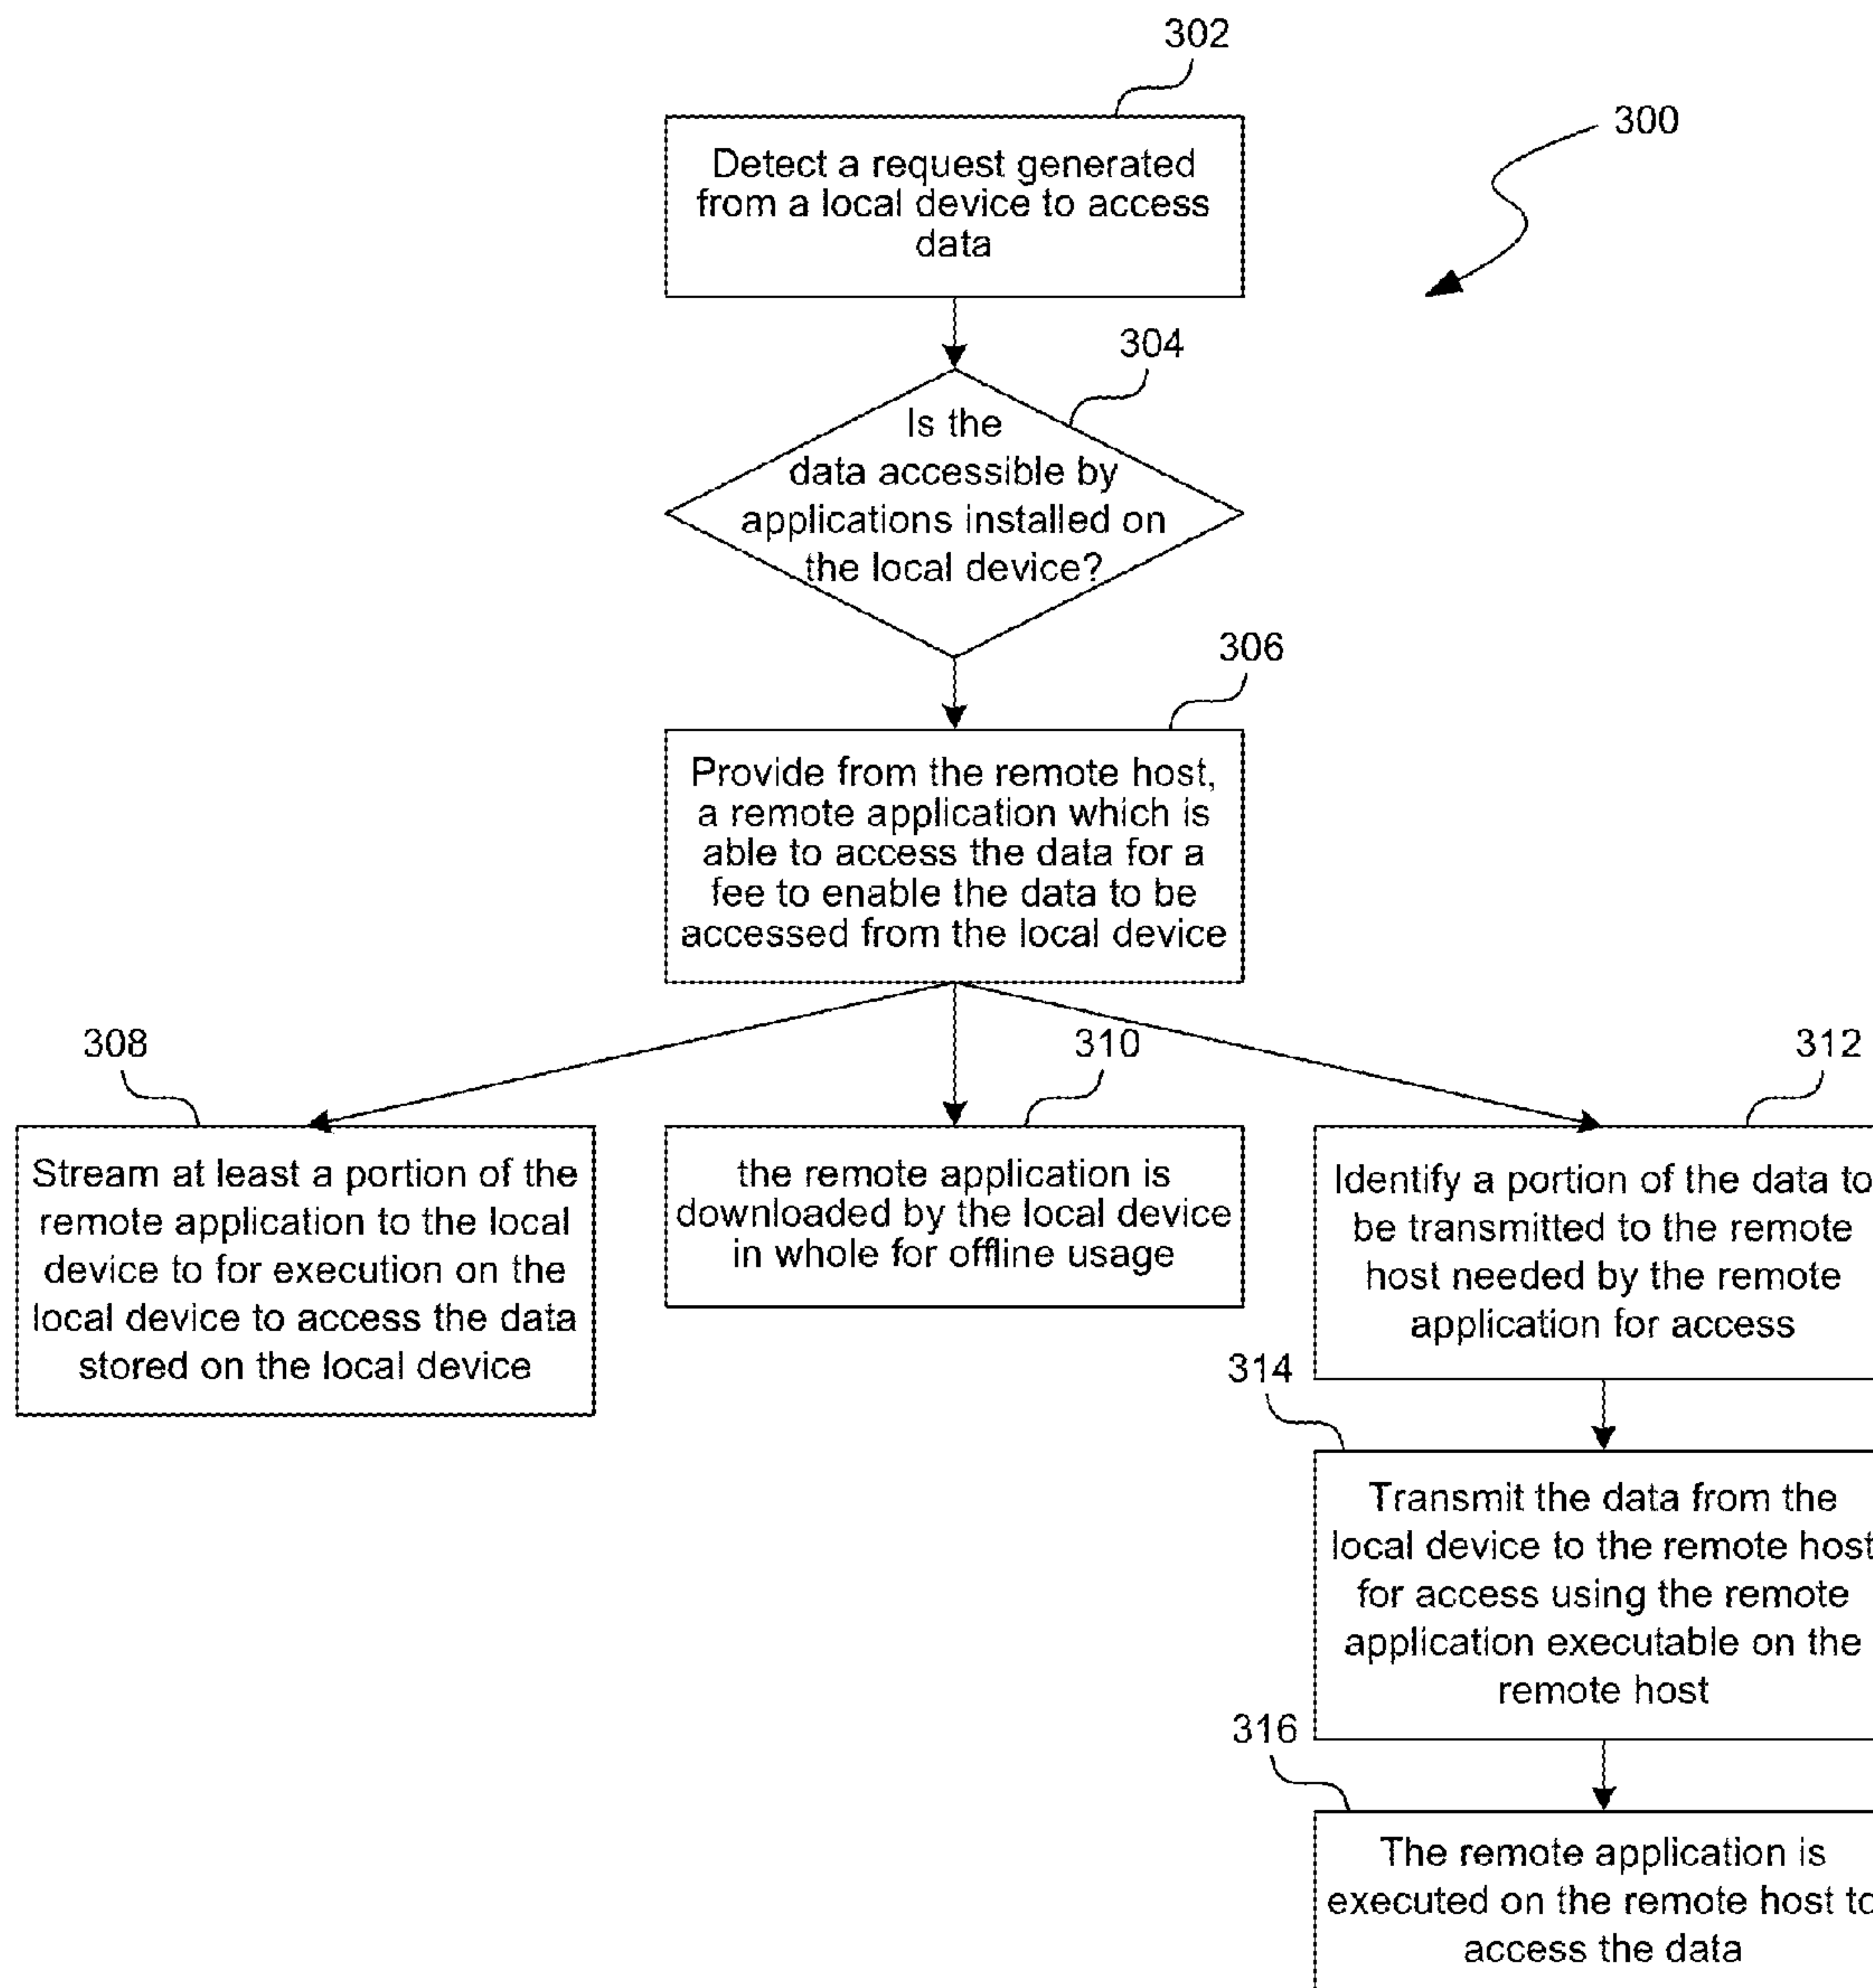 302
300
Detect a request generated
from a local device to access
data
304
Is the
data accessible by
applications installed on
the local device?
306
Provide from the remote host,
a remote application which is
able to access the data for a
fee to enable the data to be
accessed from the local device
308
310
312
Stream at least a portion of the
remote application to the local
device to for execution on the
local device to access the data
stored on the local device
the remote application is
downloaded by the local device
in whole for offline usage
Identify a portion of the data to
be transmitted to the remote
host needed by the remote
application for access
314
Transmit the data from the
local device to the remote host
for access using the remote
application executable on the
remote host
316
The remote application is
executed on the remote host to
access the data